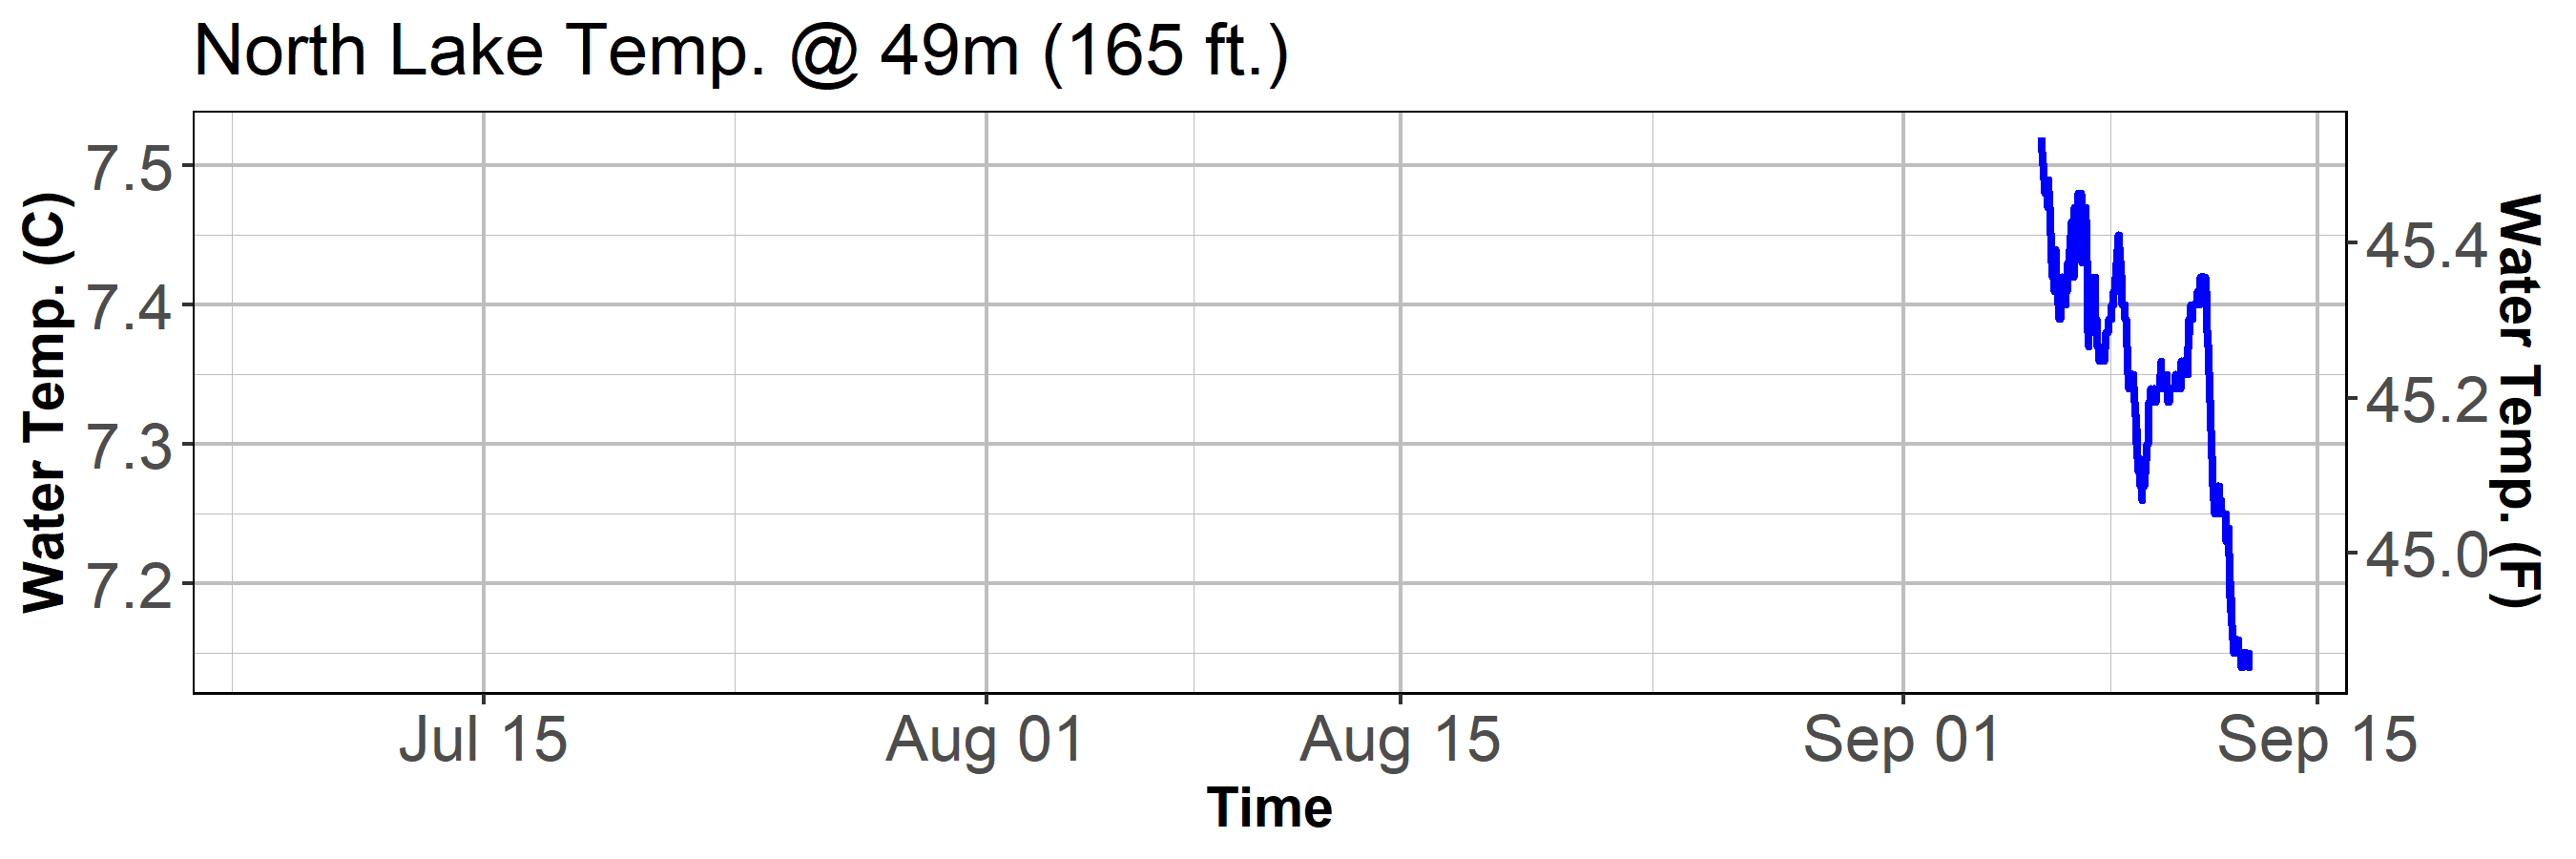 North Lake Temp. @ 49m (165 ft.)
Water Temp. (C)
7.5
7.4
7.3
7.2
45.4
45.2
45.0
Water Temp. (F)
Jul 15 Aug 01 Aug 15 Sep 01 Sep 15
Time